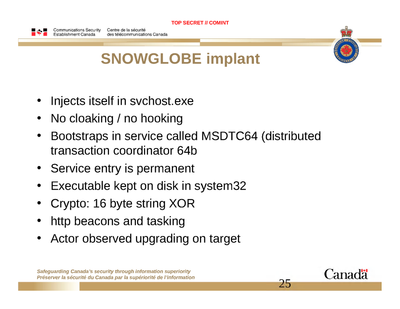 TOP SECRET // COMINT
Communications Security Centre de la sécurité
Establishment Canada des télécommunications Canada
SNOWGLOBE implant
• Injects itself in svchost.exe
• No cloaking / no hooking
• Bootstraps in service called MSDTC64 (distributed
transaction coordinator 64b
• Service entry is permanent
• Executable kept on disk in system32
• Crypto: 16 byte string XOR
• http beacons and tasking
• Actor observed upgrading on target
Safeguarding Canada's security through information superiority
Préserver la sécurité du Canada par la supériorité de l'information
Canada
25